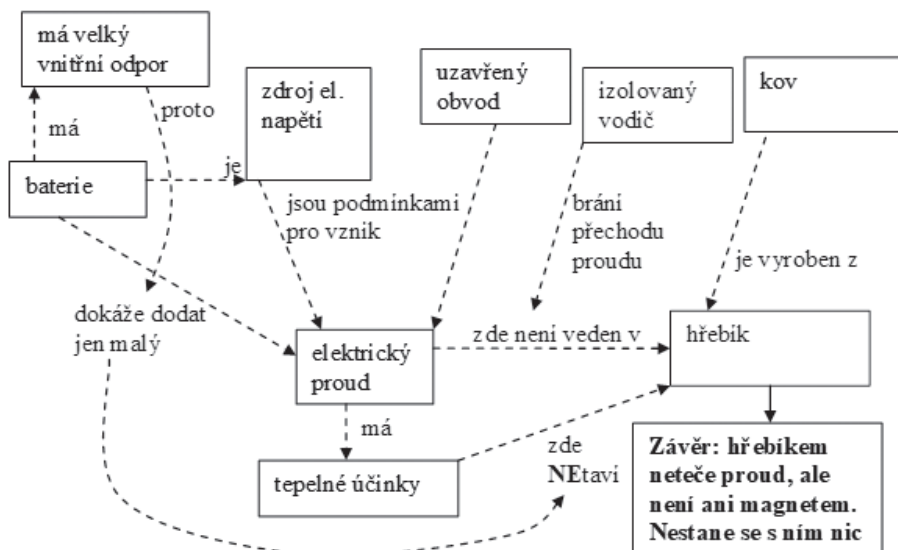 má velký
vnitřní odpor
proto
má
baterie
je
zdroj el.
napětí
uzavřený
obvod
izolovaný
vodič
kov
jsou podmínkami
pro vznik
brání
přechodu
proudu
je vyroben z
dokáže dodat
jen malý
elektrický
proud
zde není veden v
hřebík
má
tepelné účinky
zde
NEtaví
Závěr: hřebíkem
neteče proud, ale
není ani magnetem.
Nestane se s ním nic